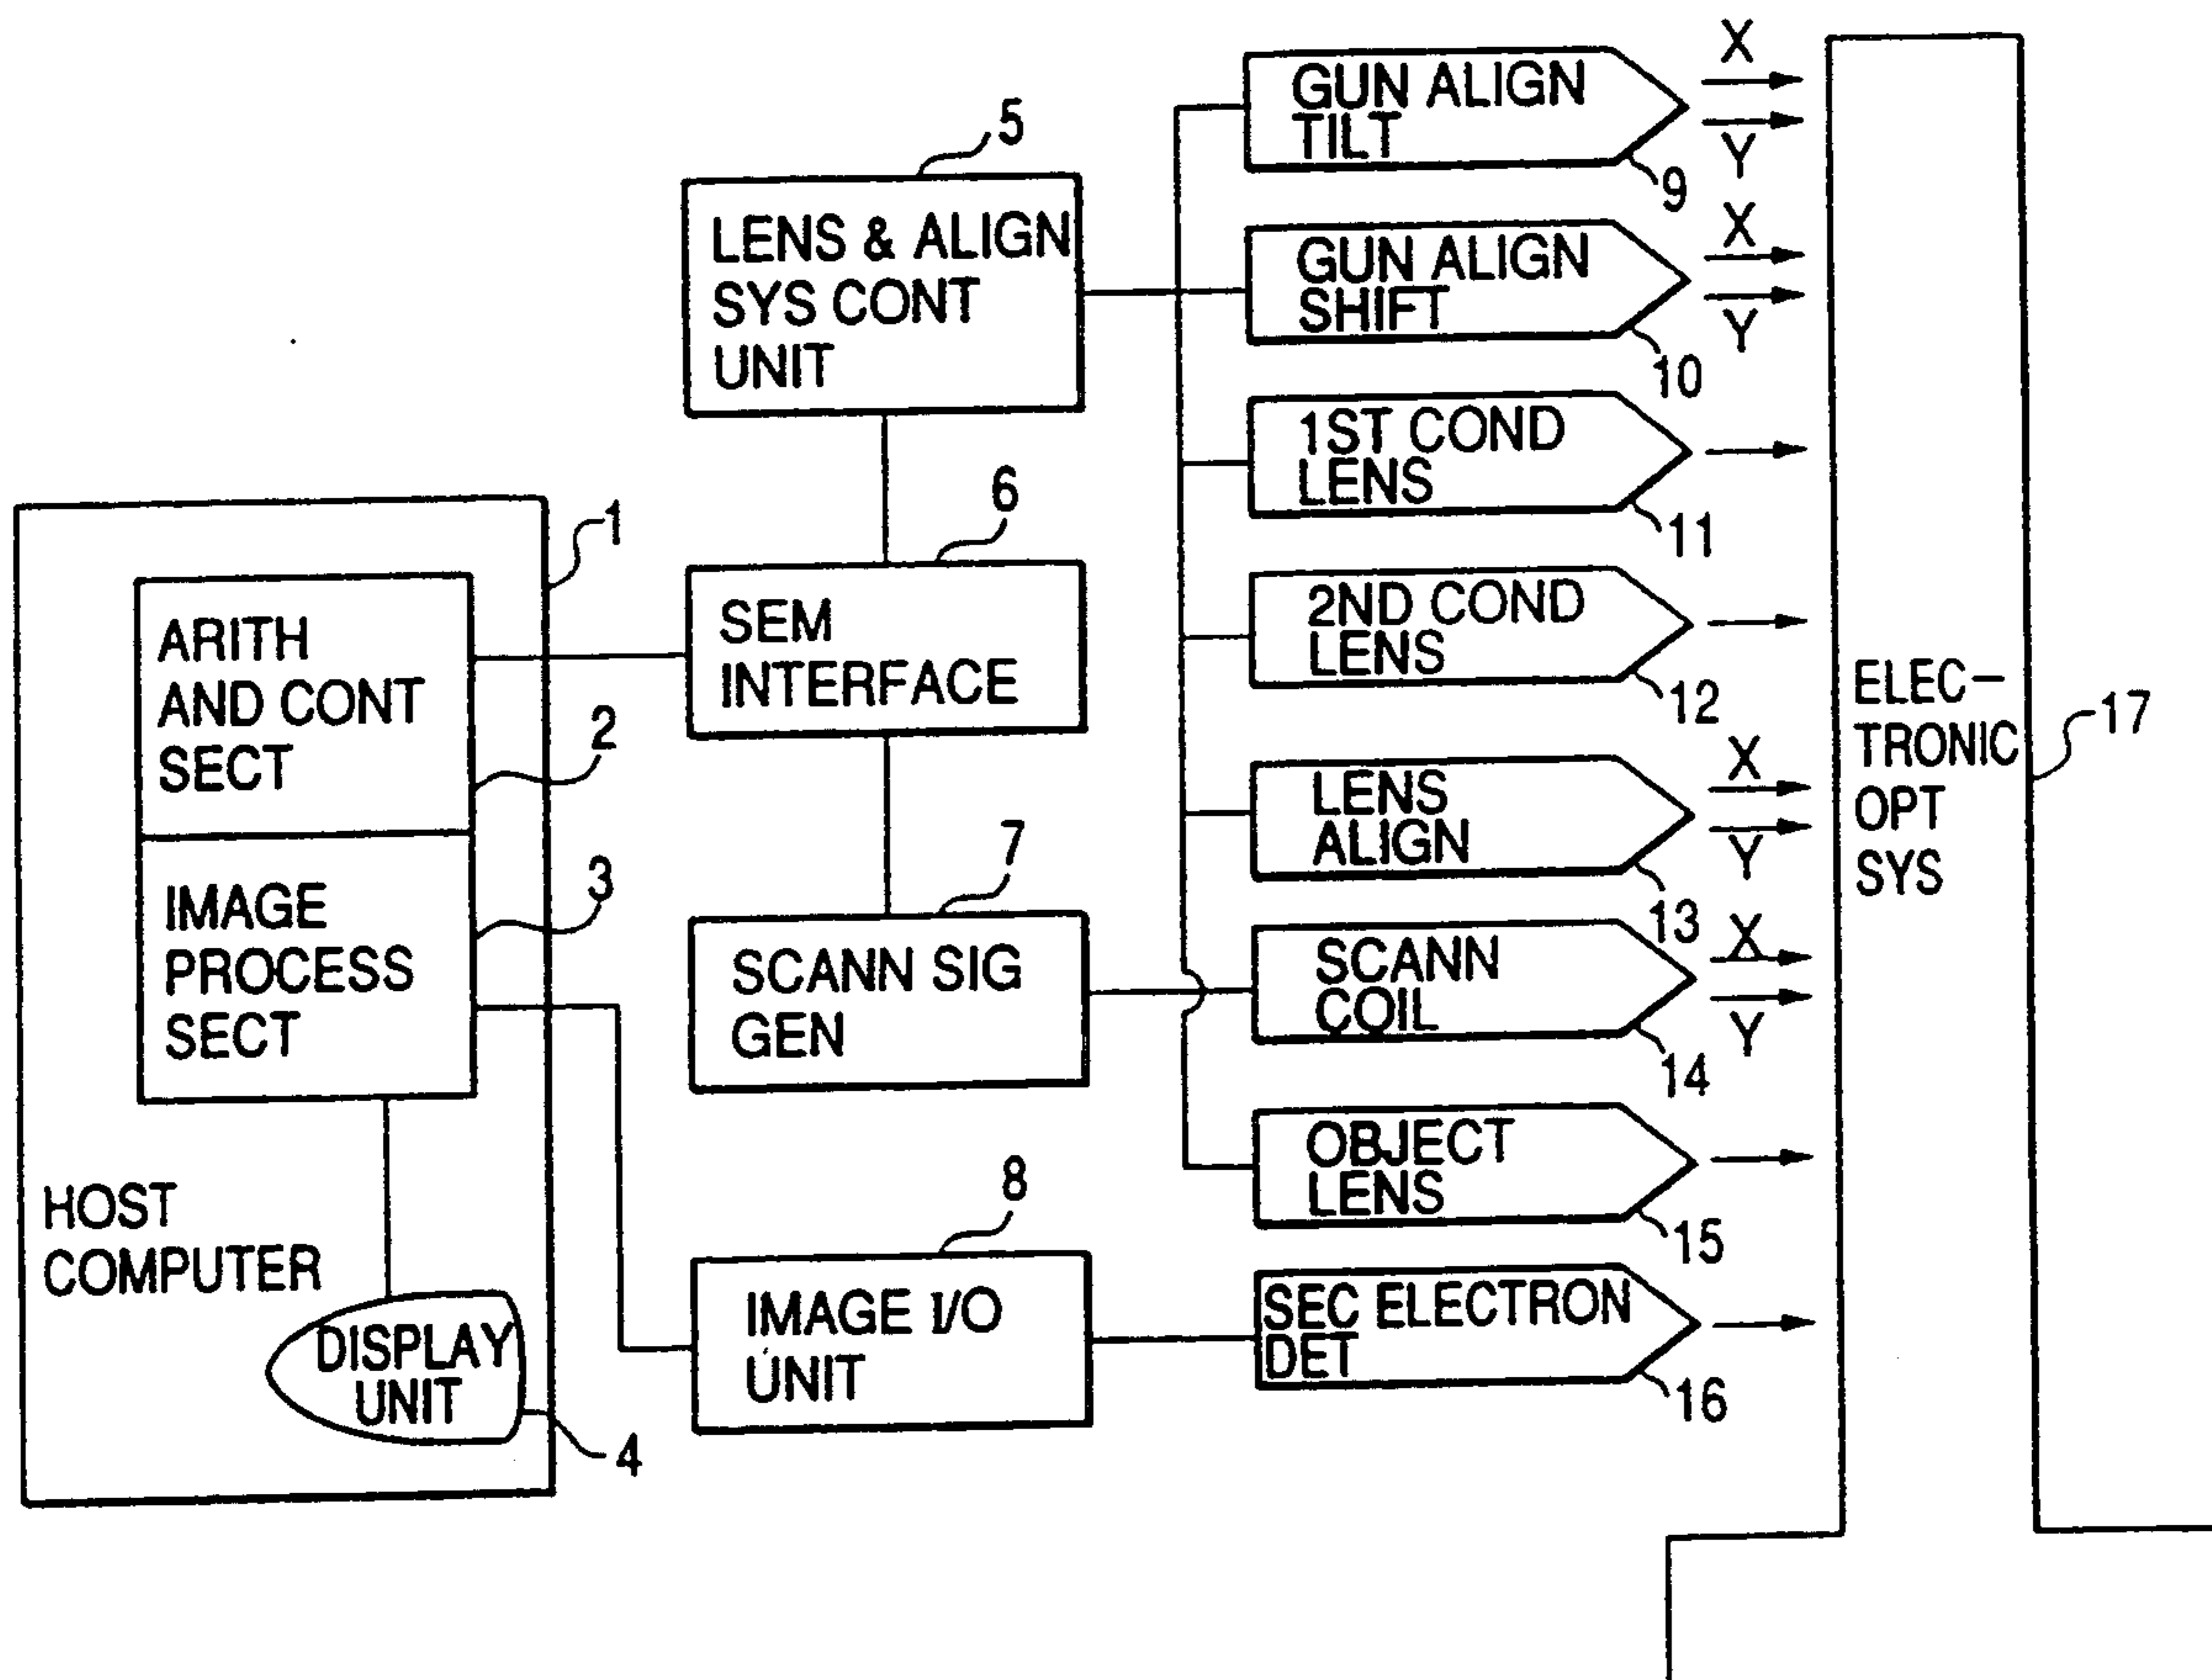 X
GUN ALIGN
TILT
Y
9
5
LENS & ALIGN
SYS CONT
UNIT
X
GUN ALIGN
SHIFT
Y
10
1ST COND
LENS
11
1
6
ARITH
AND CONT
SECT
2
SEM
INTERFACE
2ND COND
LENS
12
ELEC-
TRONIC
OPT
SYS
17
X
LENS
ALIGN
Y
13
3
IMAGE
PROCESS
SECT
7
SCANN SIG
GEN
X
SCANN
COIL
Y
14
OBJECT
LENS
15
HOST
COMPUTER
8
IMAGE I/O
UNIT
SEC ELECTRON
DET
16
DISPLAY
UNIT
4